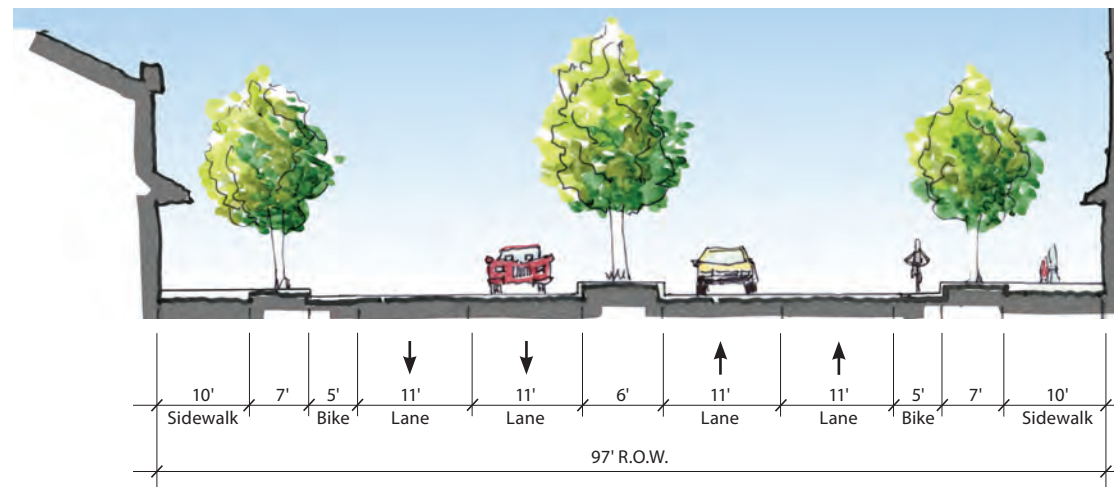 10' 7' 5' 11' 11' 6' 11' 11' 5' 7' 10'
Sidewalk Bike Lane Lane Lane Lane Bike Sidewalk
97' R.O.W.